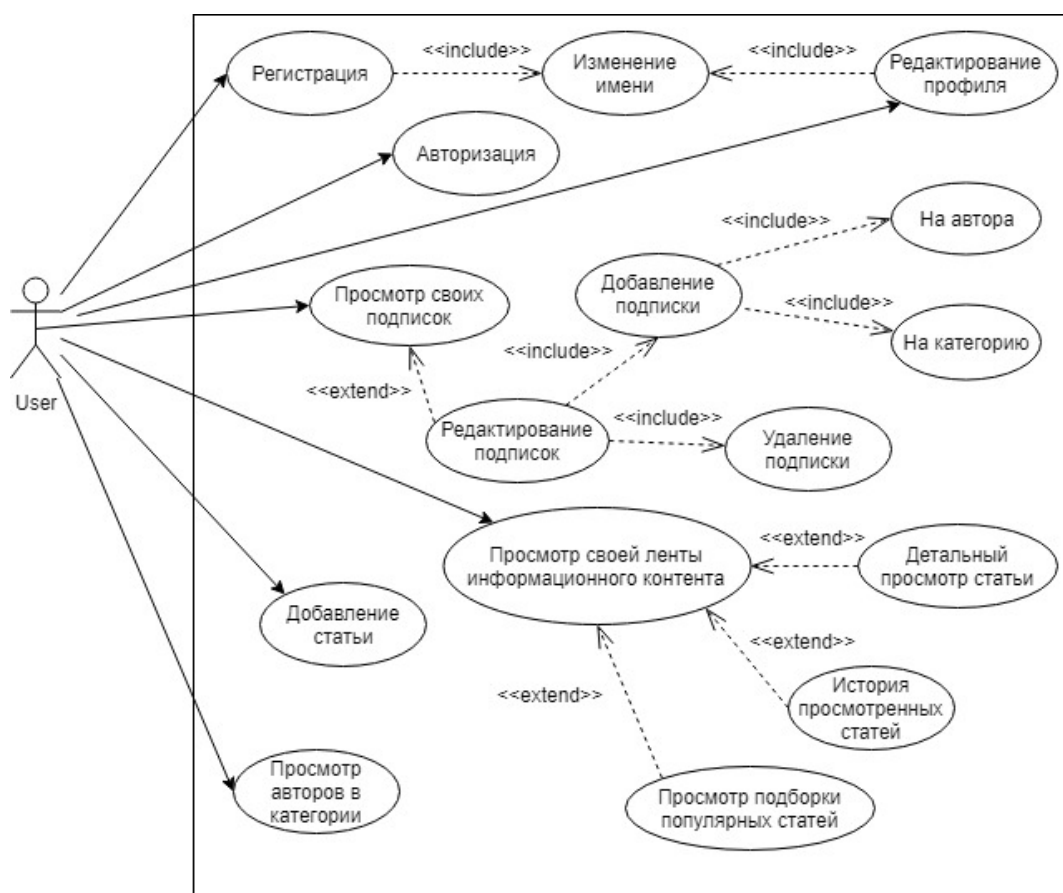 <<include>>
<<include>>
Регистрация
Изменение
имени
Редактирование
профиля
Авторизация
<<include>>
На автора
Просмотр своих
подписок
Добавление
подписки
<<include>>
На категорию
<<include>>
<<extend>>
User
Редактирование
подписок
<<include>>
Удаление
подписки
Просмотр своей ленты
информационного контента
<<extend>>
Детальный
просмотр статьи
Добавление
статьи
<<extend>>
<<extend>>
История
просмотренных
статей
Просмотр
авторов в
категории
Просмотр подборки
популярных статей